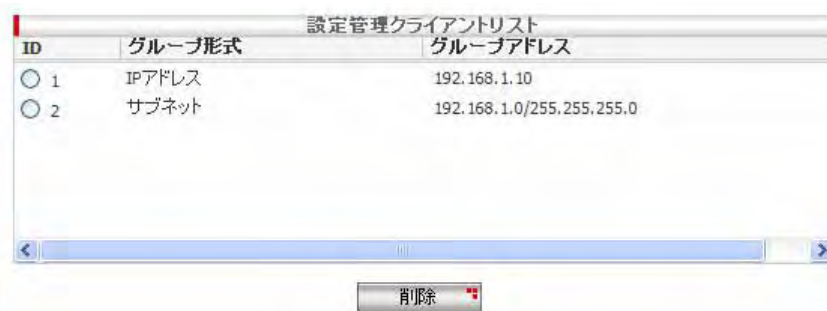 設定管理クライアントリスト
ID グループ形式 グループアドレス
1 IPアドレス 192.168.1.10
2 サブネット 192.168.1.0/255.255.255.0
削除